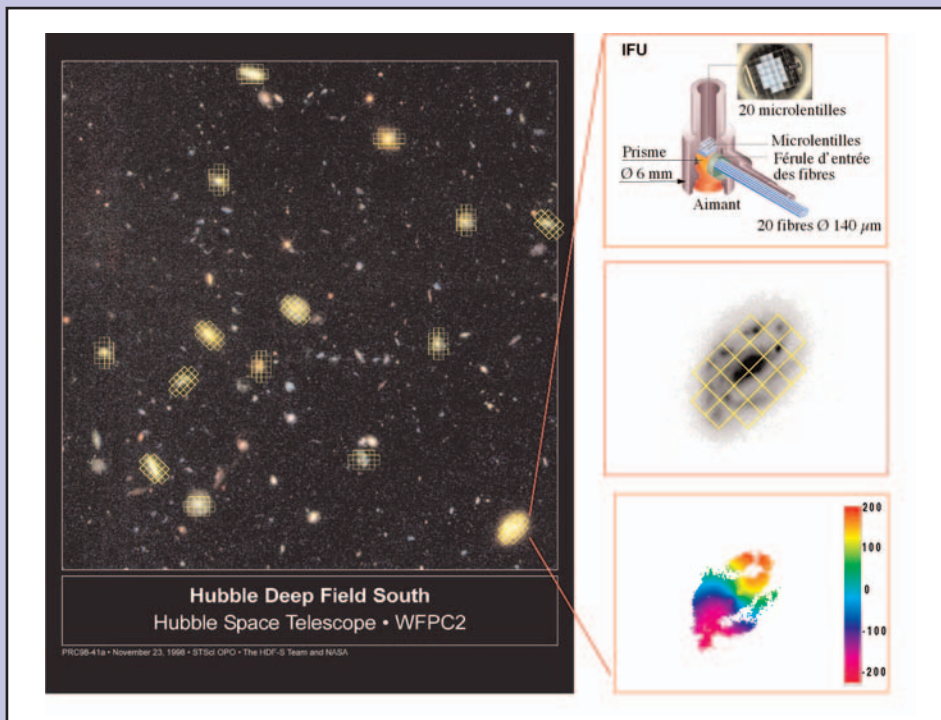 Hubble Deep Field South
Hubble Space Telescope • WFPC2
PRC98-41a • November 23, 1998 • STScI OPO • The HDF-S Team and NASA
IFU
20 microlentilles
Microlentilles
Prisme
Férule d'entrée
des fibres
Ø 6 mm
Aimant
20 fibres Ø 140 µm
200
100
0
-100
-200